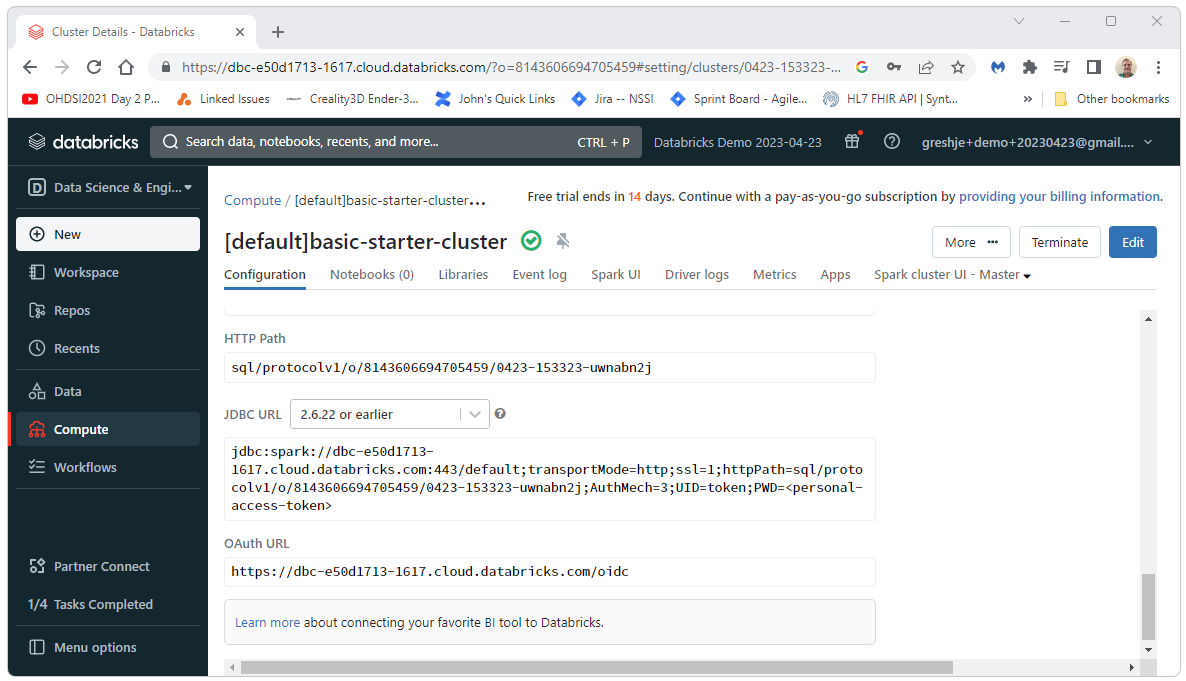 Cluster Details - Databricks
https://dbc-e50d1713-1617.cloud.databricks.com/?o=8143606694705459#setting/clusters/0423-153323-...
OHDSI2021 Day 2 P... Linked Issues Creality3D Ender-3... John's Quick Links Jira -- NSSI Sprint Board - Agile... HL7 FHIR API | Synt... » Other bookmarks
databricks Search data, notebooks, recents, and more... CTRL + P Databricks Demo 2023-04-23 greshje+demo+20230423@gmail....
D Data Science & Engi...
New
Workspace
Repos
Recents
Data
Compute
Workflows
Partner Connect
1/4 Tasks Completed
Menu options
Compute / [default]basic-starter-cluster...
Free trial ends in 14 days. Continue with a pay-as-you-go subscription by providing your billing information.
[default]basic-starter-cluster
More ... Terminate Edit
Configuration Notebooks (0) Libraries Event log Spark UI Driver logs Metrics Apps Spark cluster UI - Master
HTTP Path
sql/protocolv1/o/8143606694705459/0423-153323-uwnabn2j
JDBC URL 2.6.22 or earlier
jdbc:spark://dbc-e50d1713-
1617.cloud.databricks.com:443/default;transportMode=http;ssl=1;httpPath=sql/proto
colv1/o/8143606694705459/0423-153323-uwnabn2j;AuthMech=3;UID=token;PWD=<personal-
access-token>
OAuth URL
https://dbc-e50d1713-1617.cloud.databricks.com/oidc
Learn more about connecting your favorite BI tool to Databricks.